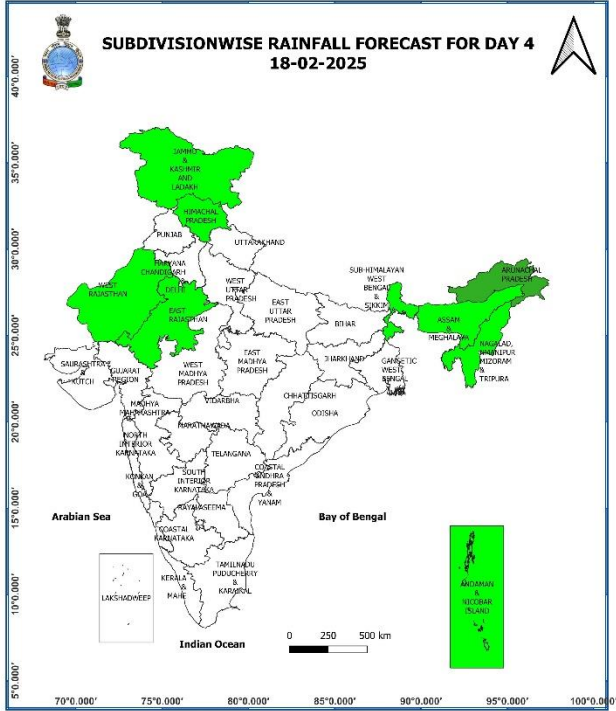 SUBDIVISIONWISE RAINFALL FORECAST FOR DAY 4
18-02-2025
40°0.000'
35°0.000'
30°0.000'
25°0.000'
20°0.000'
15°0.000'
10°0.000'
5°0.000'
JAMMU
&
KASHMIR
AND
LADAKH
HIMACHAL
PRADESH
PUNJAB
UTTARAKHAND
HARYANA
CHANDIGARH
DELHI
WEST
RAJASTHAN
EAST
RAJASTHAN
WEST
UTTAR
PRADESH
EAST
UTTAR
PRADESH
SUB-HIMALAYAN
WEST
BENGAL
&
SIKKIM
ARUNACHAL
PRADESH
ASSAM
&
MEGHALAYA
NAGALAD,
MANIPUR
MIZORAM
&
TRIPURA
BIHAR
JHARKHAND
GANGETIC
WEST
BENGAL
SAURASHTRA
&
KUTCH
GUJARAT
REGION
WEST
MADHYA
PRADESH
EAST
MADHYA
PRADESH
CHHATTISGARH
ODISHA
VIDARBHA
MADHYA
MAHARASHTRA
MARATHAWADA
NORTH
INTERIOR
KARNATAKA
TELANGANA
KONKAN
&
GOA
SOUTH
INTERIOR
KARNATAKA
COASTAL
ANDHRA
PRADESH
&
YANAM
RAYALASEEMA
COASTAL
KARNATAKA
Arabian Sea
Bay of Bengal
LAKSHADWEEP
KERALA
&
MAHE
TAMILNADU
PUDUCHERRY
&
KARAIKAL
ANDAMAN
&
NICOBAR
ISLAND
Indian Ocean
0 250 500 km
70°0.000' 75°0.000' 80°0.000' 85°0.000' 90°0.000' 95°0.000' 100°0.000'